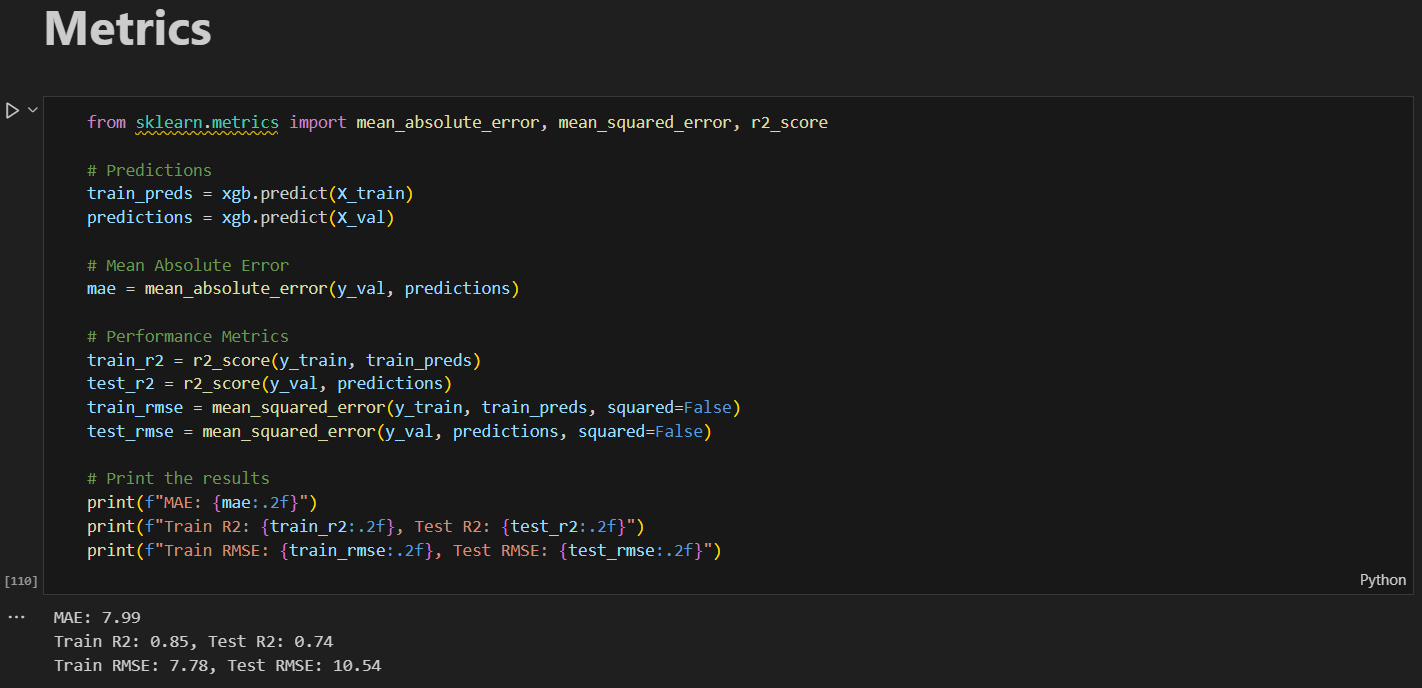 Metrics
from sklearn.metrics import mean_absolute_error, mean_squared_error, r2_score
# Predictions
train_preds = xgb.predict(X_train)
predictions = xgb.predict(X_val)
# Mean Absolute Error
mae = mean_absolute_error(y_val, predictions)
# Performance Metrics
train_r2 = r2_score(y_train, train_preds)
test_r2 = r2_score(y_val, predictions)
train_rmse = mean_squared_error(y_train, train_preds, squared=False)
test_rmse = mean_squared_error(y_val, predictions, squared=False)
# Print the results
print(f"MAE: {mae:.2f}")
print(f"Train R2: {train_r2:.2f}, Test R2: {test_r2:.2f}")
print(f"Train RMSE: {train_rmse:.2f}, Test RMSE: {test_rmse:.2f}")
[110]
Python
MAE: 7.99
Train R2: 0.85, Test R2: 0.74
Train RMSE: 7.78, Test RMSE: 10.54